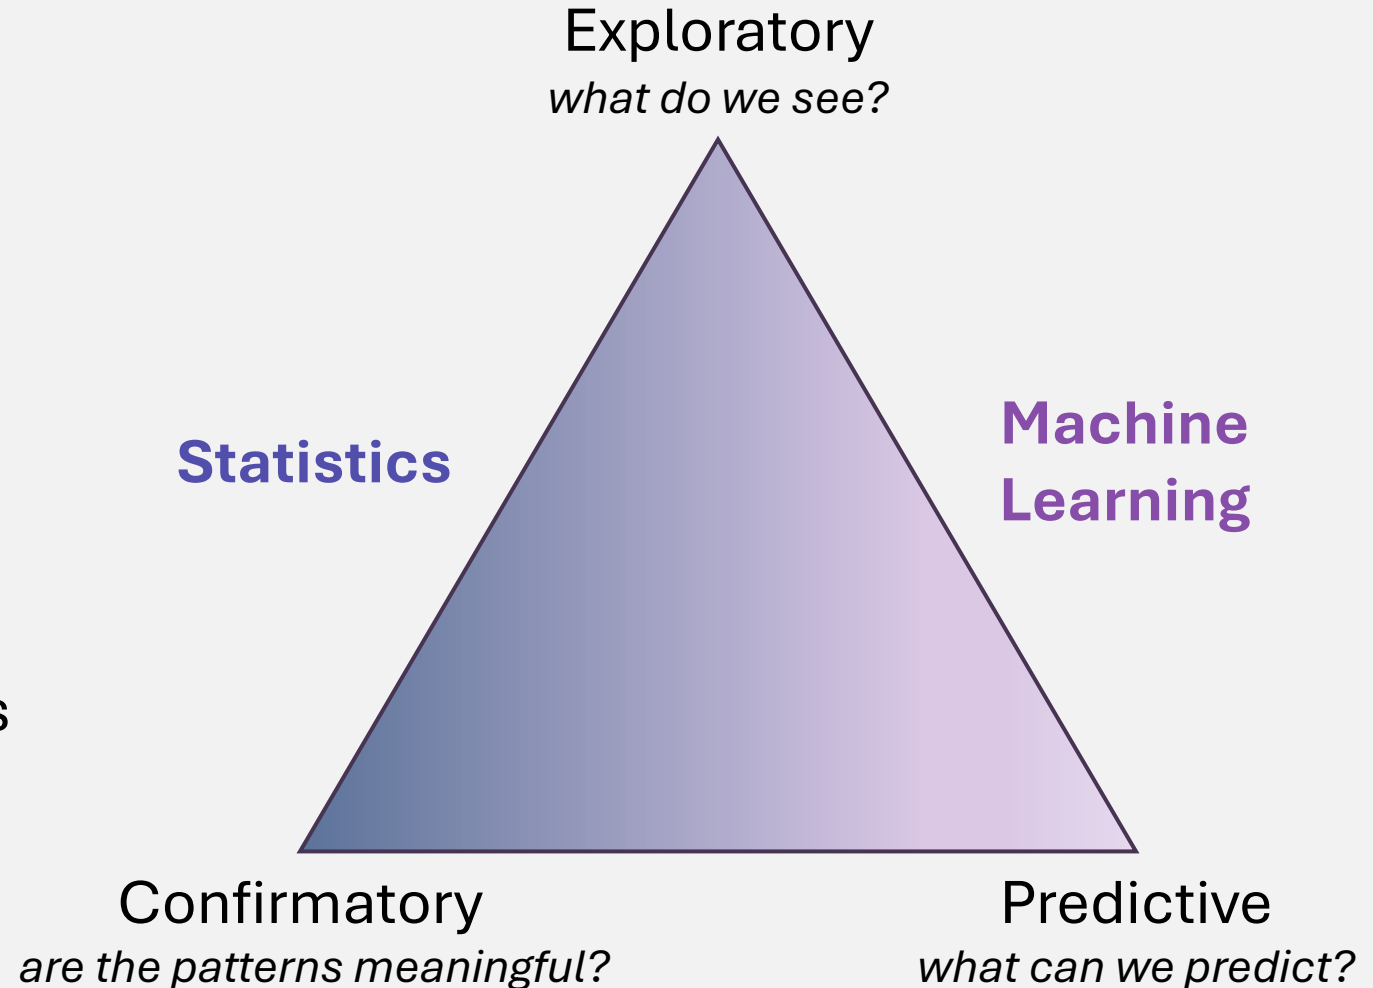 Exploratory
what do we see?
Statistics
Machine
Learning
s
Confirmatory
are the patterns meaningful?
Predictive
what can we predict?